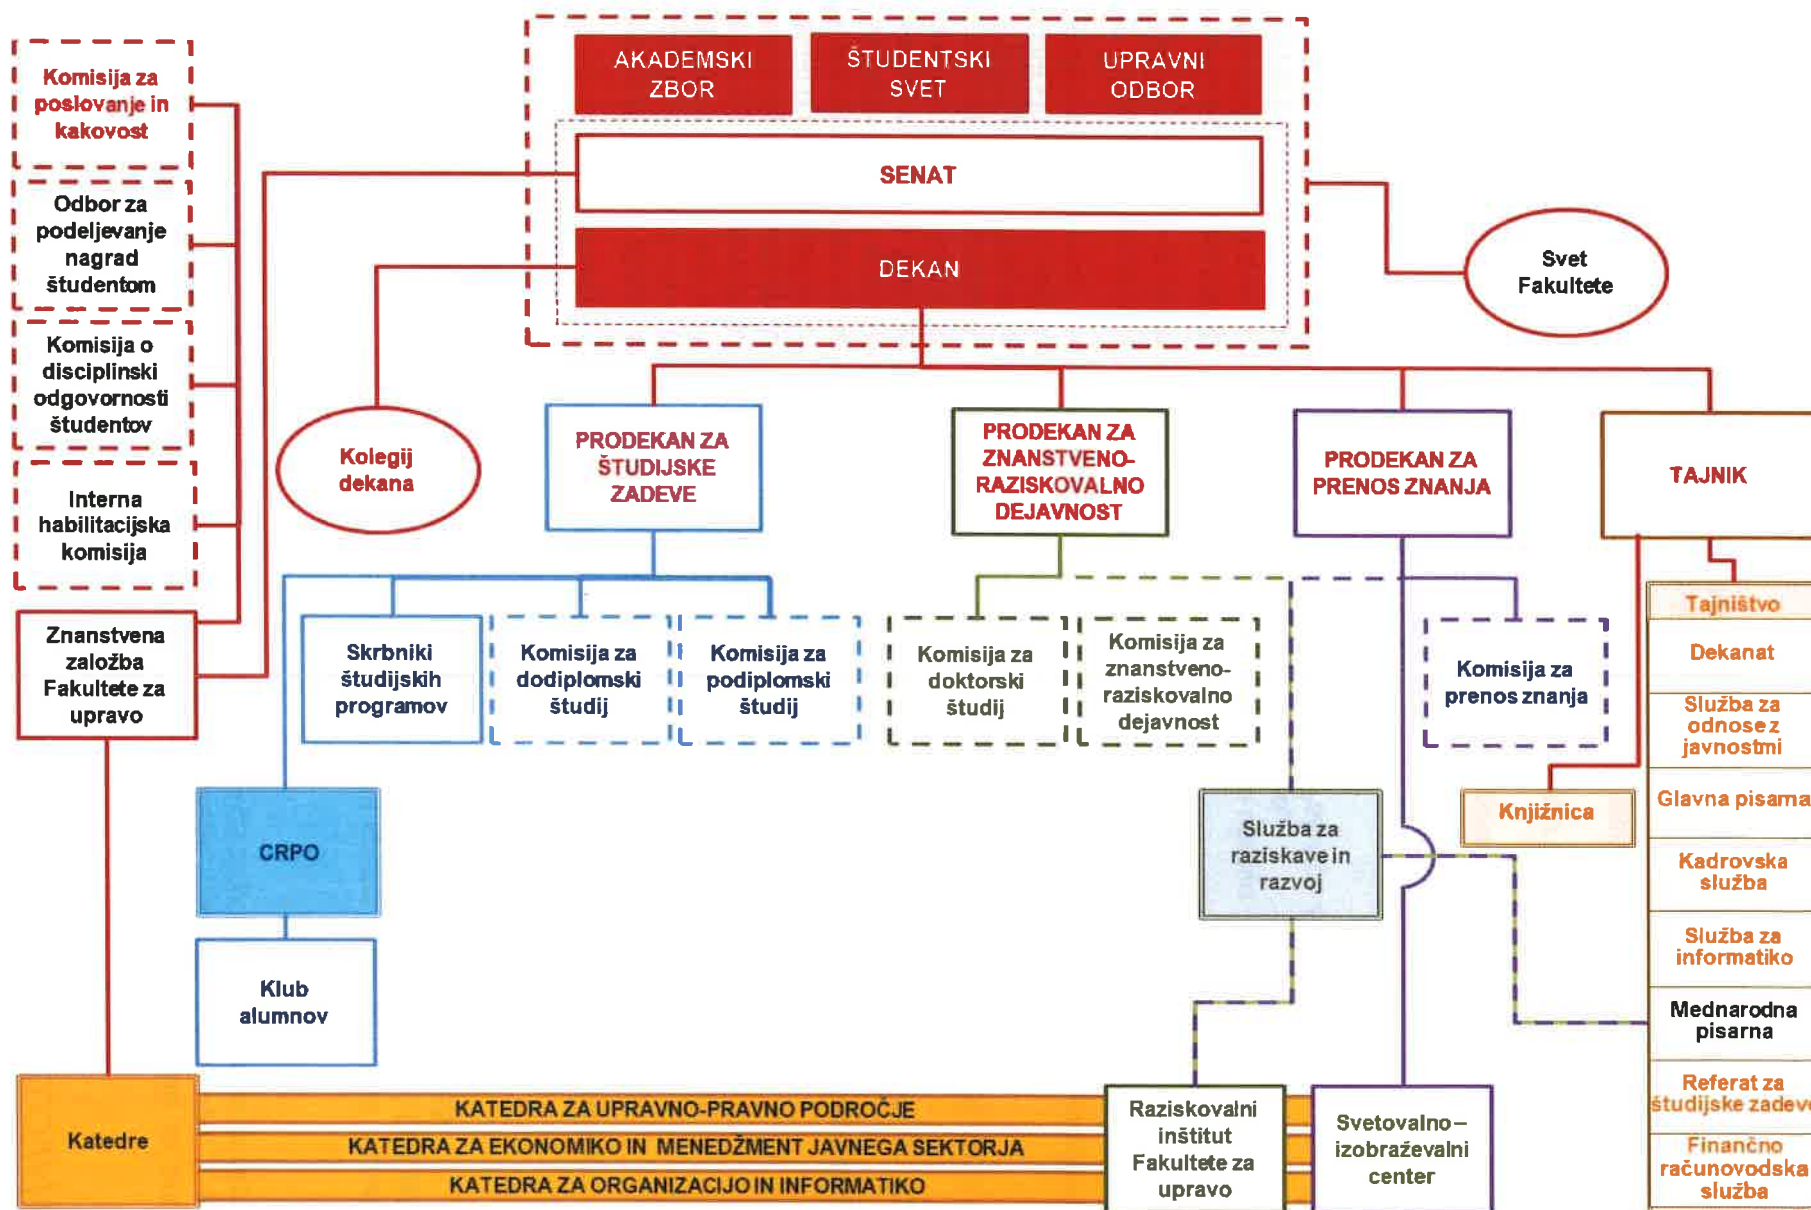 AKADEMSKI
ZBOR
ŠTUDENTSKI
SVET
UPRAVNI
ODBOR
SENAT
DEKAN
Svet
Fakultete
Komisija za
poslovanje in
kakovost
Odbor za
podeljevanje
nagrad
študentom
Komisija o
disciplinski
odgovornosti
študentov
Interna
habilitacijska
komisija
Znanstvena
založba
Fakultete za
upravo
Kolegij
dekana
PRODEKAN ZA
ŠTUDIJSKE
ZADEVE
PRODEKAN ZA
ZNANSTVENO-
RAZISKOVALNO
DEJAVNOST
PRODEKAN ZA
PRENOS ZNANJA
TAJNIK
Skrbniki
študijskih
programov
Komisija za
dodiplomski
študij
Komisija za
podiplomski
študij
Komisija za
doktorski
študij
Komisija za
znanstveno-
raziskovalno
dejavnost
Komisija za
prenos znanja
CRPO
Klub
alumnov
Služba za
raziskave in
razvoj
Knjižnica
Tajništvo
Dekanat
Služba za
odnose z
javnostmi
Glavna pisarna
Kadrovska
služba
Služba za
informatiko
Mednarodna
pisarna
Referat za
študijske zadeve
Finančno
računovodska
služba
Katedre
KATEDRA ZA UPRAVNO-PRAVNO PODROČJE
KATEDRA ZA EKONOMIKO IN MENEDŽMENT JAVNEGA SEKTORJA
KATEDRA ZA ORGANIZACIJO IN INFORMATIKO
Raziskovalni
inštitut
Fakultete za
upravo
Svetovalno–
izobraževalni
center